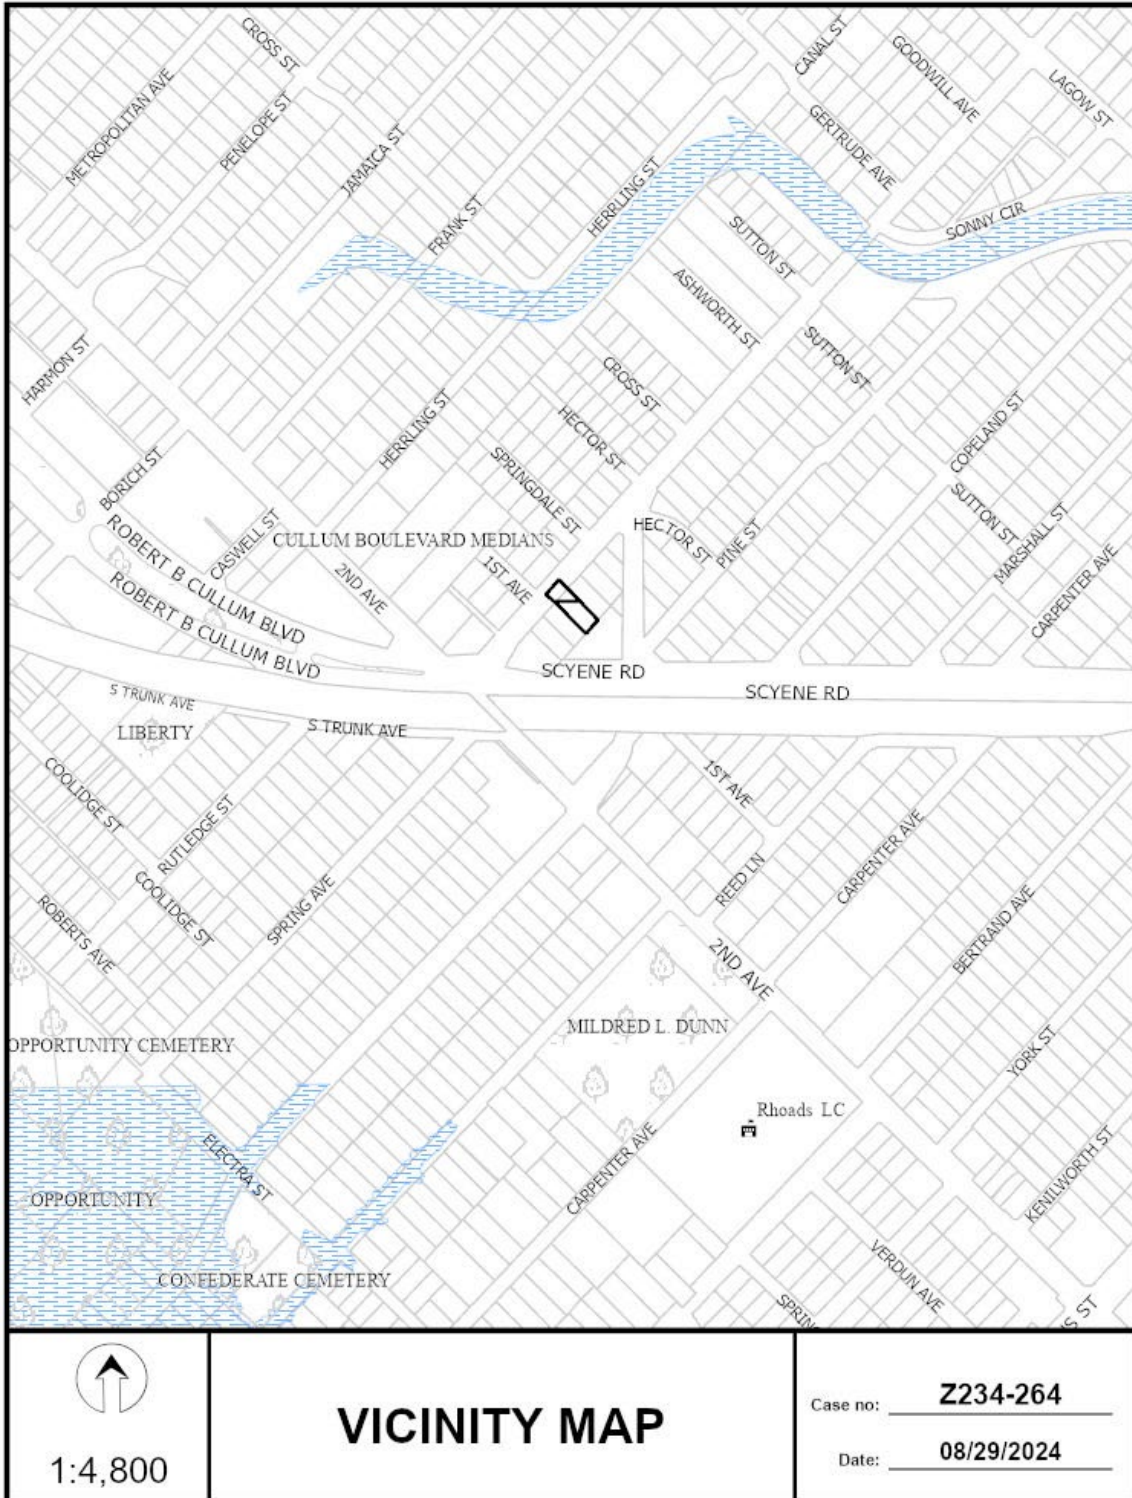 CROSS ST
CANAL ST
GOODWILL AVE
LAGOW ST
METROPOLITAN AVE
PENELOPE ST
JAMAICA ST
GERTRUDE AVE
HERRLING ST
FRANK ST
SUTTON ST
SONNY CIR
ASHWORTH ST
SUTTON ST
HARMON ST
CROSS ST
HERRLING ST
HECTOR ST
COPELAND ST
BORICH ST
SPRINGDALE ST
SUTTON ST
MARSHALL ST
ROBERT B CULLUM BLVD
CASWELL ST
CULLUM BOULEVARD MEDIANS
HECTOR ST
PINE ST
2ND AVE
1ST AVE
CARPENTER AVE
ROBERT B CULLUM BLVD
SCYENE RD
SCYENE RD
S TRUNK AVE
S TRUNK AVE
LIBERTY
COOLIDGE ST
1ST AVE
RUTLEDGE ST
CARPENTER AVE
COOLIDGE ST
REED LN
SPRING AVE
ROBERTS AVE
BERTRAND AVE
2ND AVE
MILDRED L. DUNN
OPPORTUNITY CEMETERY
YORK ST
Rhoads LC
ELECTRA ST
CARPENTER AVE
KENILWORTH ST
OPPORTUNITY
VERDUN AVE
CONFEDERATE CEMETERY
SPRING
S ST
1:4,800
VICINITY MAP
Case no: Z234-264
Date: 08/29/2024